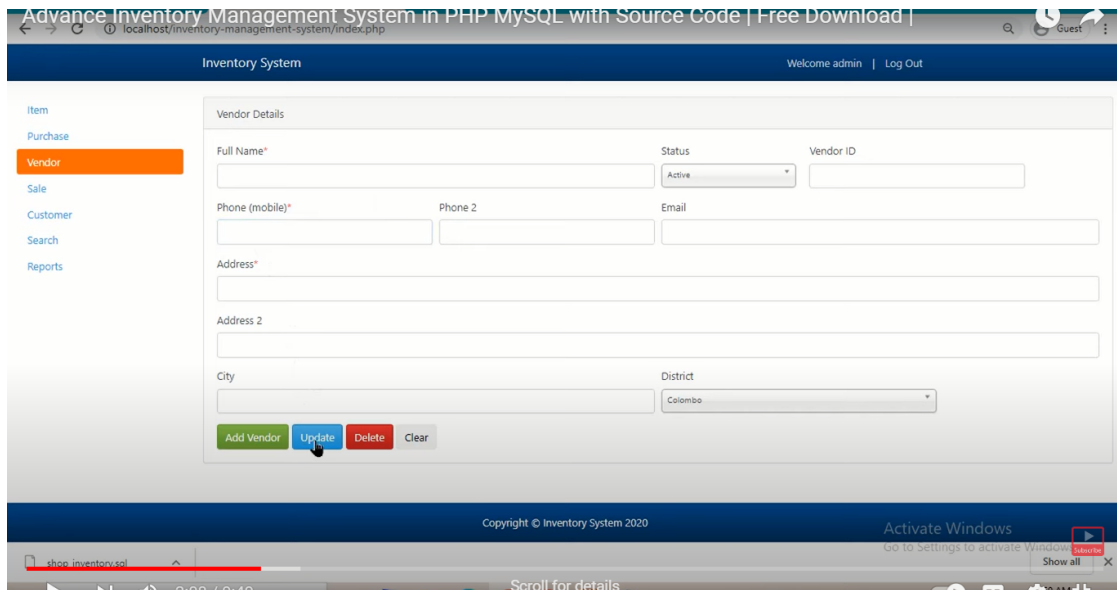 Advance Inventory Management System in PHP MySQL with Source Code | Free Download |
localhost/inventory-management-system/index.php
Guest
Inventory System
Welcome admin | Log Out
Item
Purchase
Vendor
Sale
Customer
Search
Reports
Vendor Details
Full Name*
Status
Vendor ID
Active
Phone (mobile)*
Phone 2
Email
Address*
Address 2
City
District
Colombo
Add Vendor
Update
Delete
Clear
Copyright © Inventory System 2020
Activate Windows
Go to Settings to activate Windows
Subscribe
shop_inventory.sql
Show all
Scroll for details